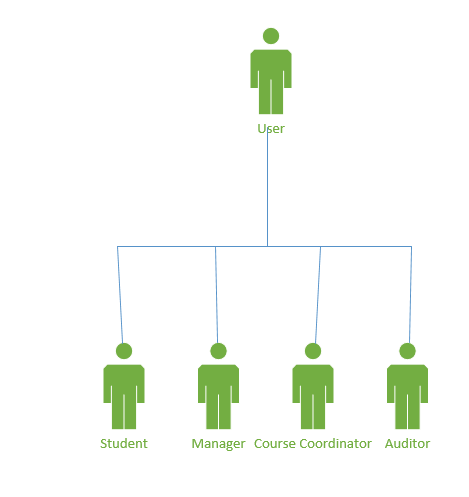 User
Student
Manager
Course Coordinator
Auditor